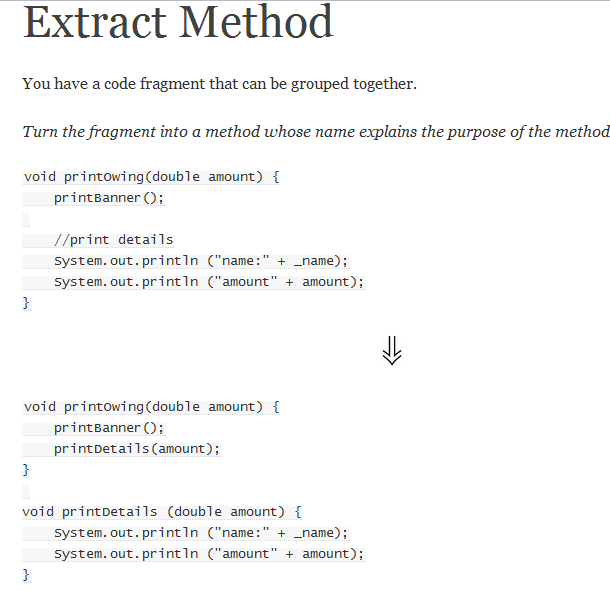 Extract Method
You have a code fragment that can be grouped together.
Turn the fragment into a method whose name explains the purpose of the method
void printOwing(double amount) {
    printBanner();

    //print details
    System.out.println ("name:" + _name);
    System.out.println ("amount" + amount);
}
⇓
void printOwing(double amount) {
    printBanner();
    printDetails(amount);
}

void printDetails (double amount) {
    System.out.println ("name:" + _name);
    System.out.println ("amount" + amount);
}